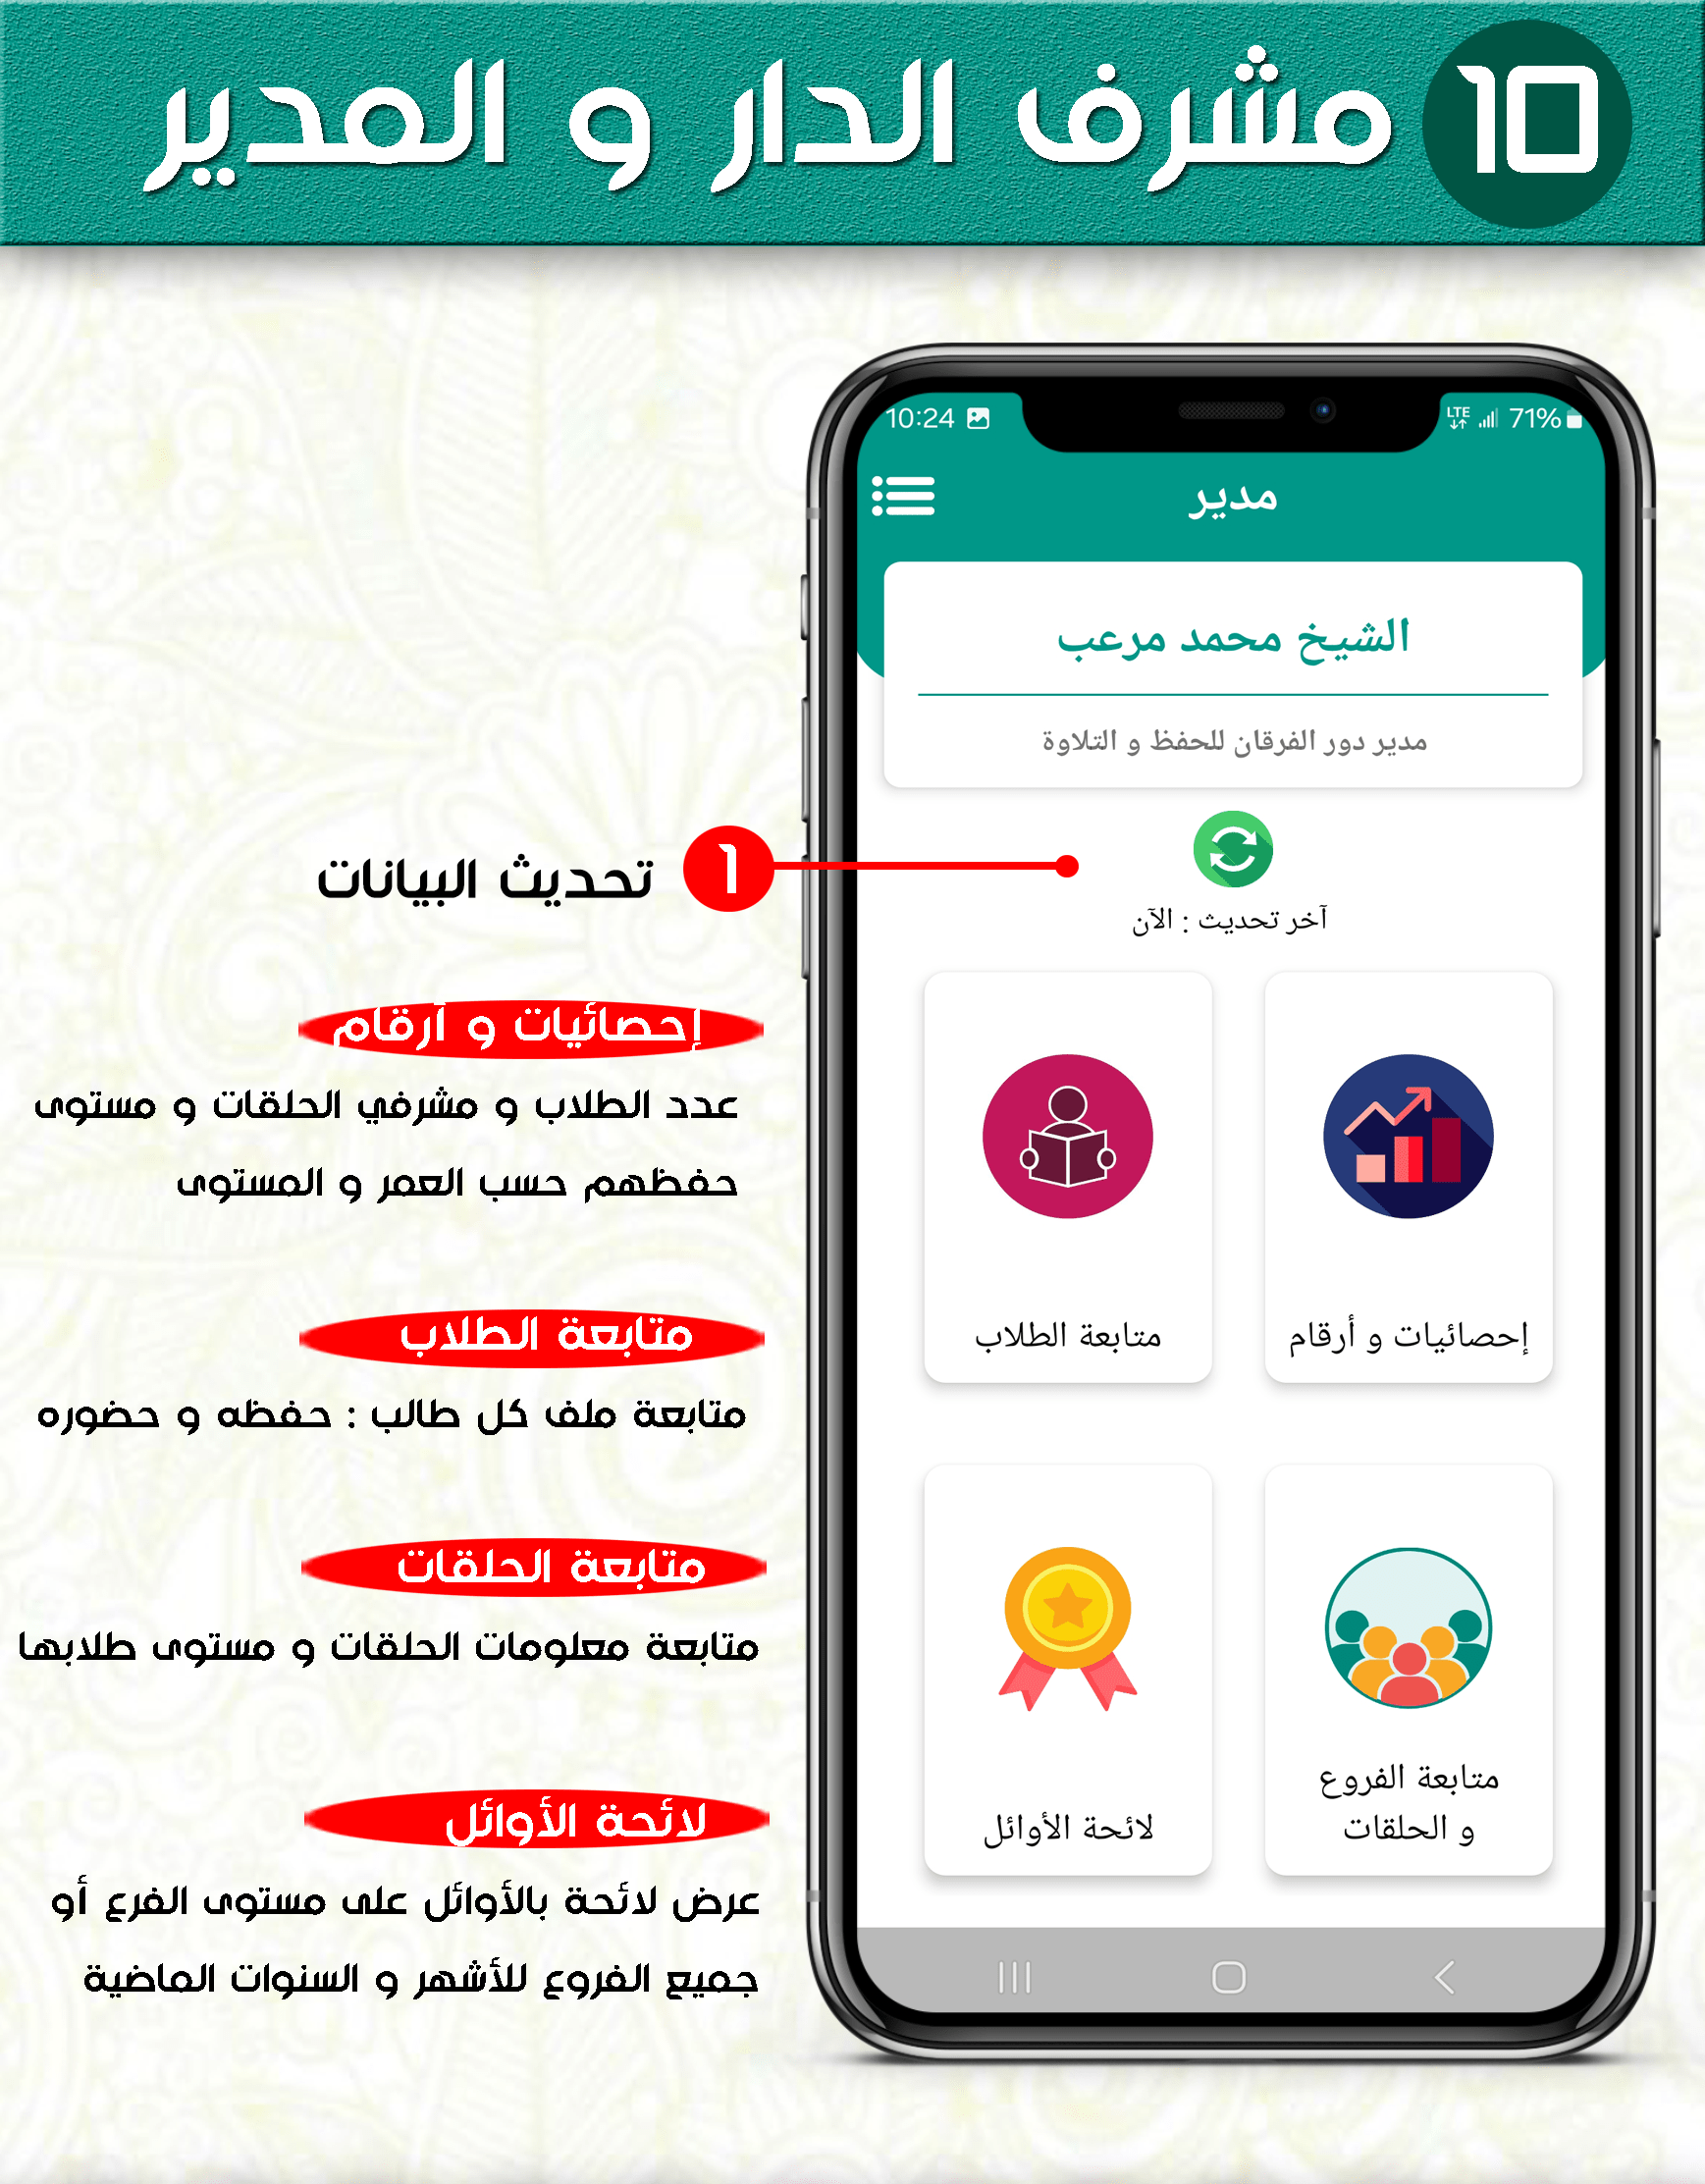 10 مشرف الدار و المدير
10:24 LTE 71%
مدير
الشيخ محمد مرعب
مدير دور الفرقان للحفظ و التلاوة
آخر تحديث : الآن
إحصائيات و أرقام
متابعة الطلاب
متابعة الفروع
و الحلقات
لائحة الأوائل
1 تحديث البيانات
إحصائيات و أرقام
عدد الطلاب و مشرفي الحلقات و مستوى
حفظهم حسب العمر و المستوى
متابعة الطلاب
متابعة ملف كل طالب : حفظه و حضوره
متابعة الحلقات
متابعة معلومات الحلقات و مستوى طلابها
لائحة الأوائل
عرض لائحة بالأوائل على مستوى الفرع أو
جميع الفروع للأشهر و السنوات الماضية